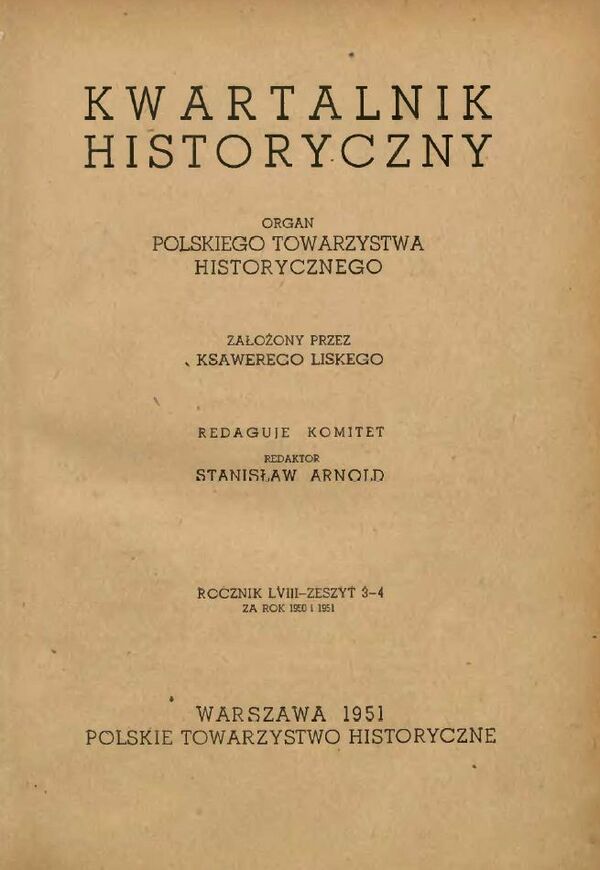 KWARTALNIK
HISTORYCZNY
ORGAN
POLSKIEGO TOWARZYSTWA
HISTORYCZNEGO
ZAŁOŻONY PRZEZ
KSAWEREGO LISKEGO
REDAGUJE KOMITET
REDAKTOR
STANISŁAW ARNOLD
ROCZNIK LVIII-ZESZYT 3-4
ZA ROK 1950 I 1951
WARSZAWA 1951
POLSKIE TOWARZYSTWO HISTORYCZNE